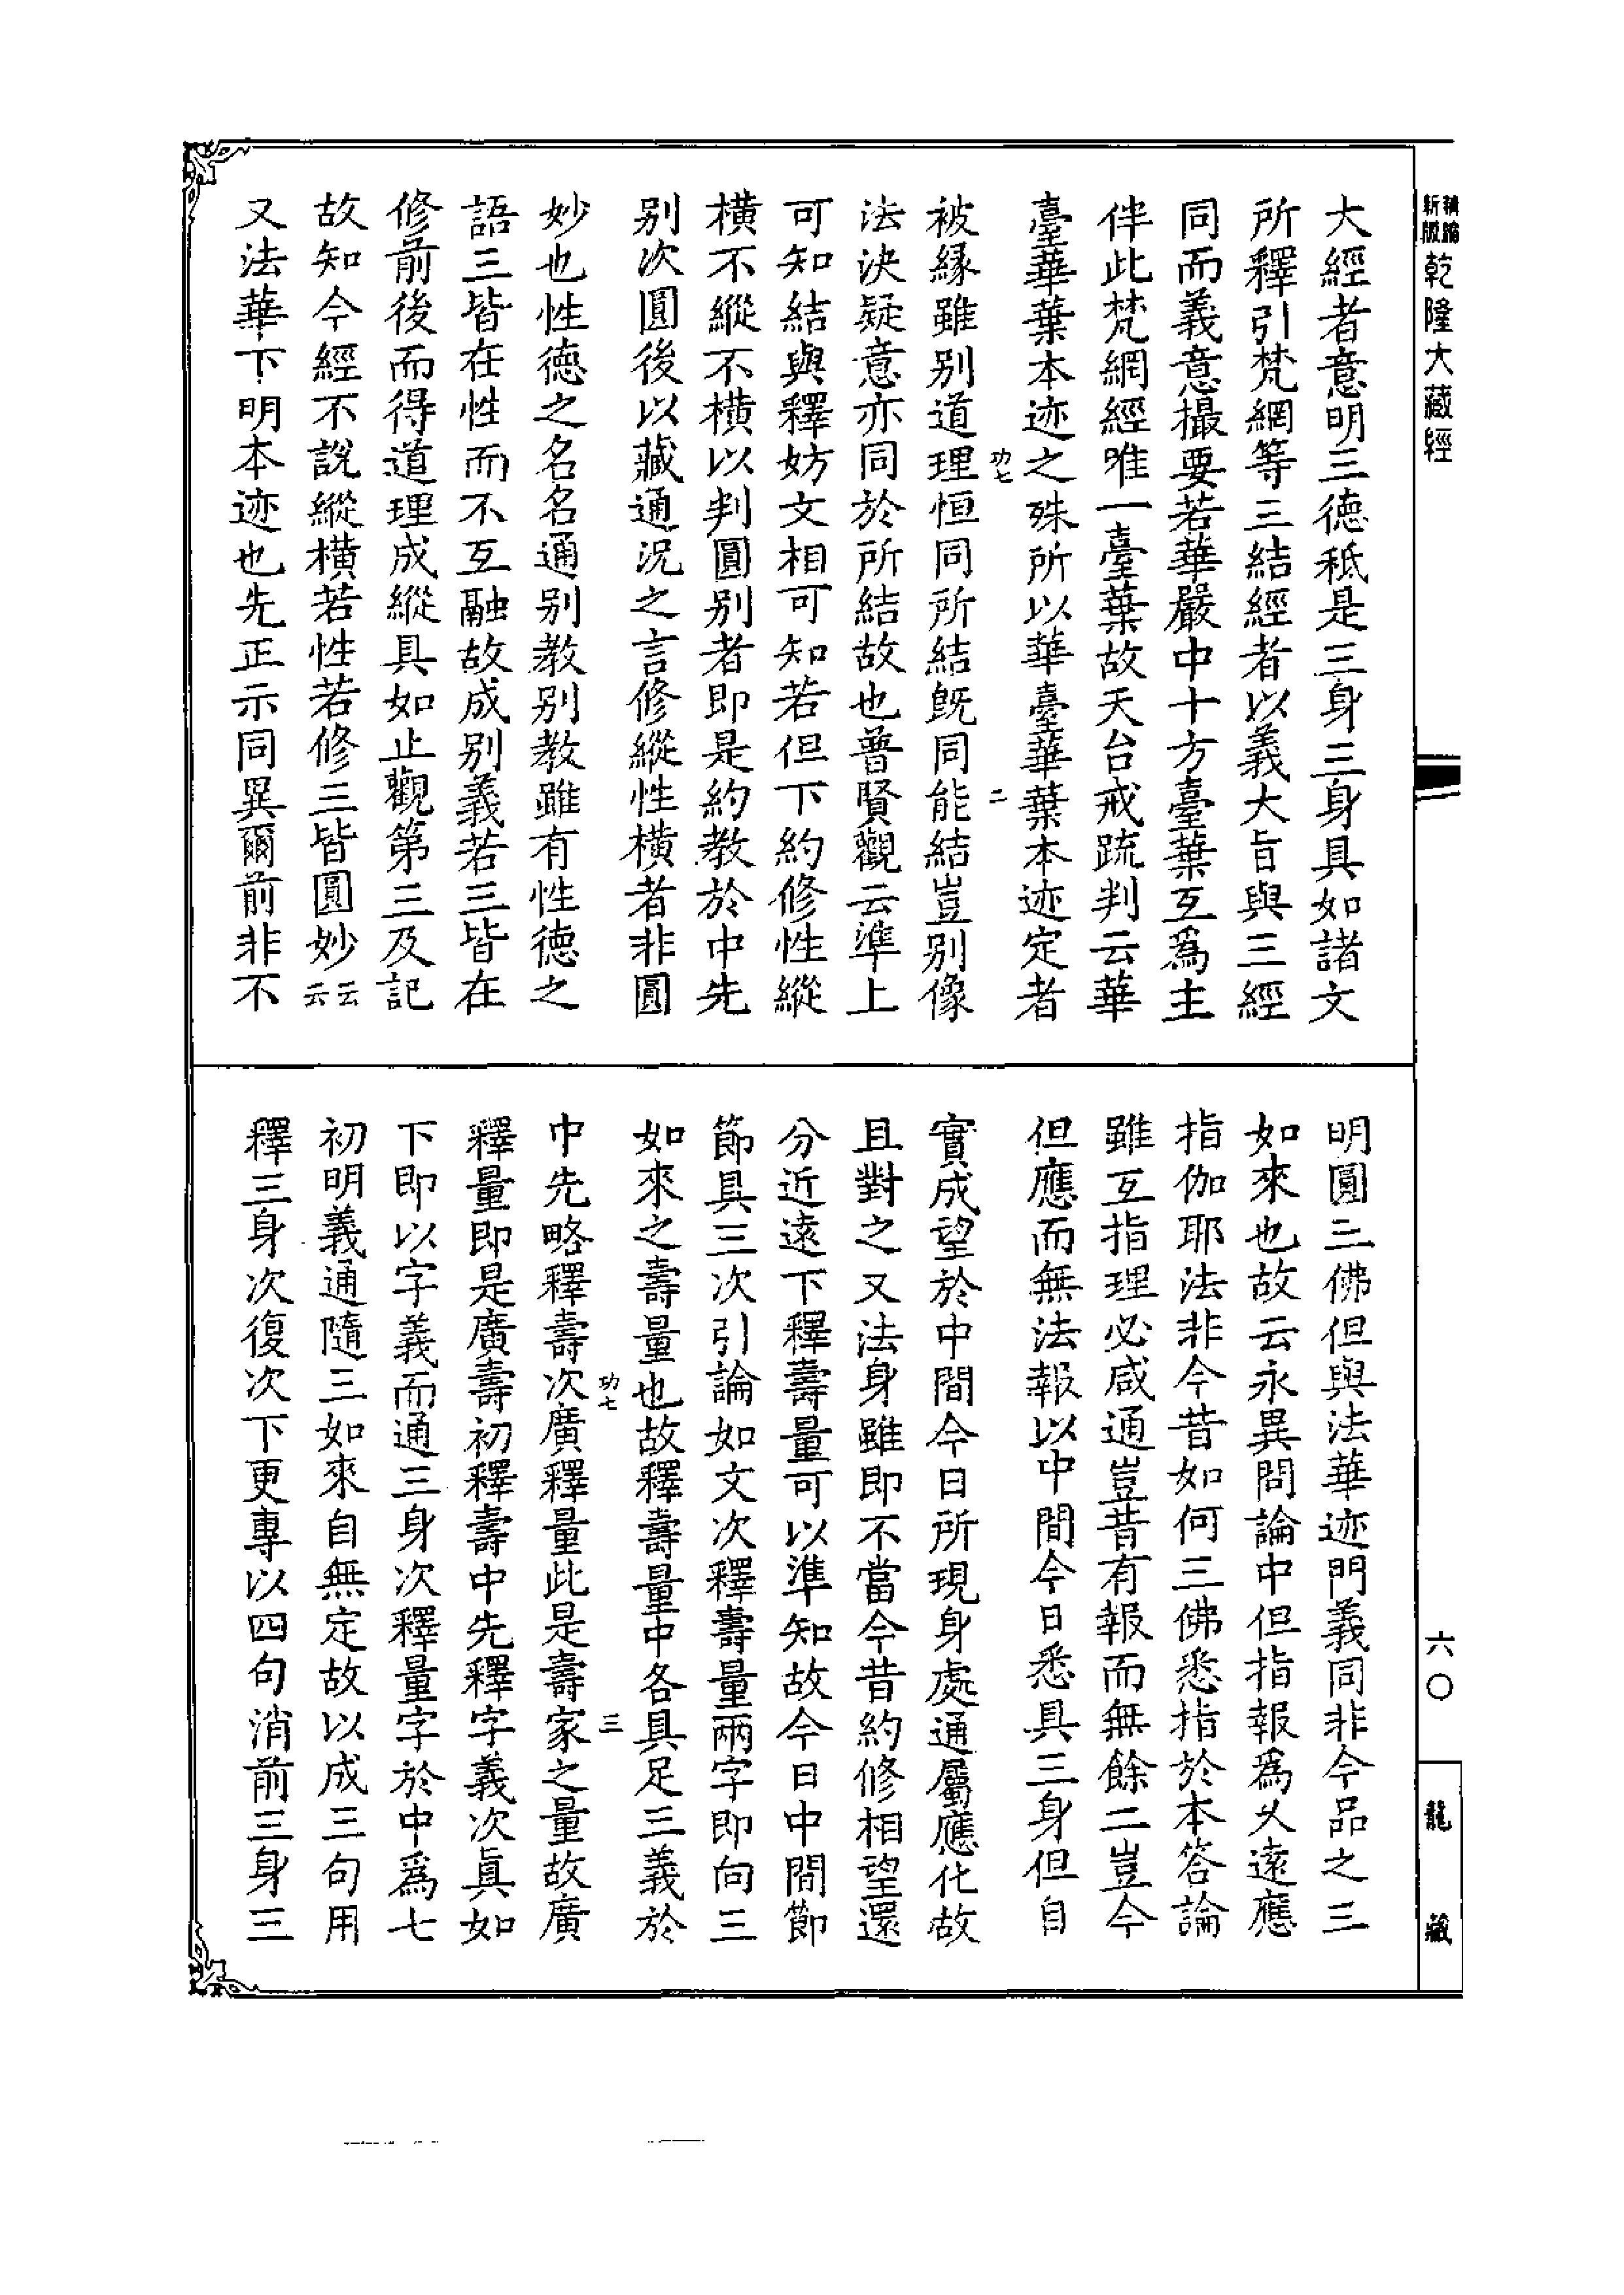 新編
縮版
乾隆大藏經
大經者意明三德秪是三身三身具如諸文
所釋引梵網等三結經者以義大旨與三經
同而義意撮要若華嚴中十方臺葉互爲主
伴此梵網經唯一臺葉故天台戒疏判云華
臺華葉本迹之殊所以華臺華葉本迹定者
功七
二
被緣雖別道理恒同所結旣同能結豈別像
法決疑意亦同於所結故也普賢觀云準上
可知結與釋妨文相可知若但下約修性縱
橫不縱不橫以判圓別者即是約教於中先
別次圓後以藏通況之言修縱性橫者非圓
妙也性德之名名通別教別教雖有性德之
語三皆在性而不互融故成別義若三皆在
修前後而得道理成縱具如止觀第三及記
故知今經不說縱橫若性若修三皆圓妙云云
又法華下明本迹也先正示同異爾前非不
明圓三佛但與法華迹門義同非今品之三
如來也故云永異問論中但指報爲久遠應
指伽耶法非今昔如何三佛悉指於本答論
雖互指理必咸通豈昔有報而無餘二豈今
但應而無法報以中間今日悉具三身但自
實成望於中間今日所現身處通屬應化故
且對之又法身雖即不當今昔約修相望還
分近遠下釋壽量可以準知故今日中間節
節具三次引論如文次釋壽量兩字即向三
如來之壽量也故釋壽量中各具足三義於
功七
三
中先略釋壽次廣釋量此是壽家之量故廣
釋量即是廣壽初釋壽中先釋字義次眞如
下即以字義而通三身次釋量字於中爲七
初明義通隨三如來自無定故以成三句用
釋三身次復次下更專以四句消前三身三
六〇
龍藏